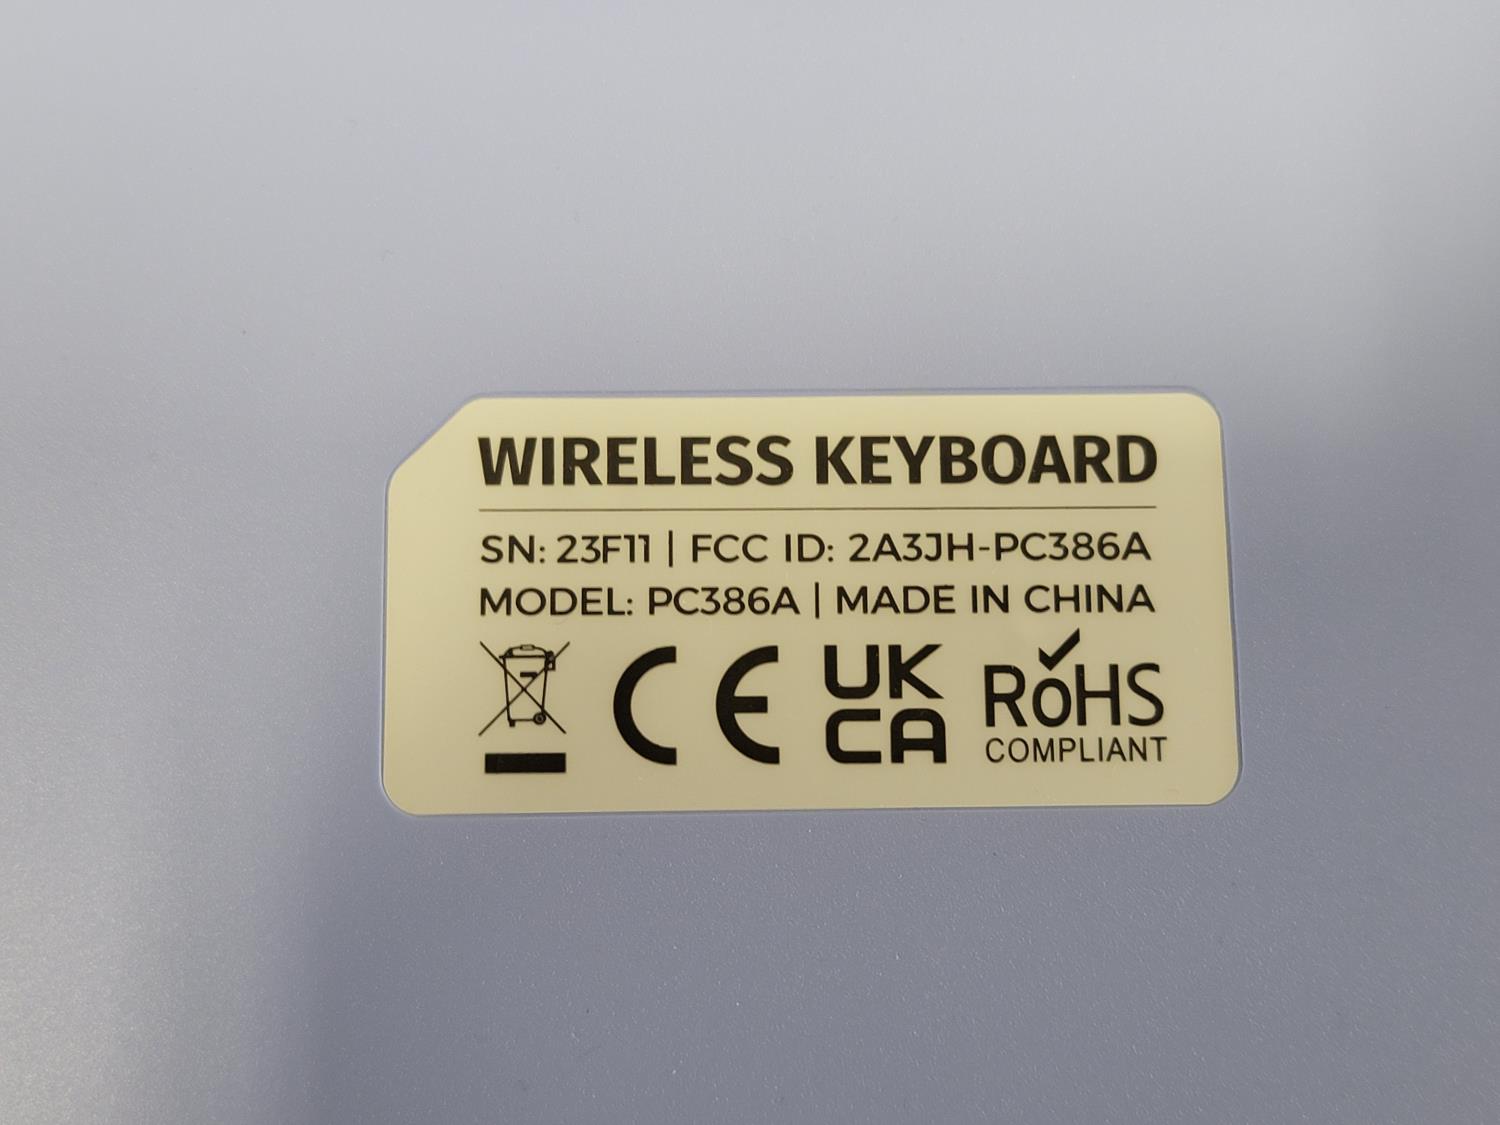 WIRELESS KEYBOARD
SN: 23F11 | FCC ID: 2A3JH-PC386A
MODEL: PC386A | MADE IN CHINA
CE
UK
CA
RoHS
COMPLIANT